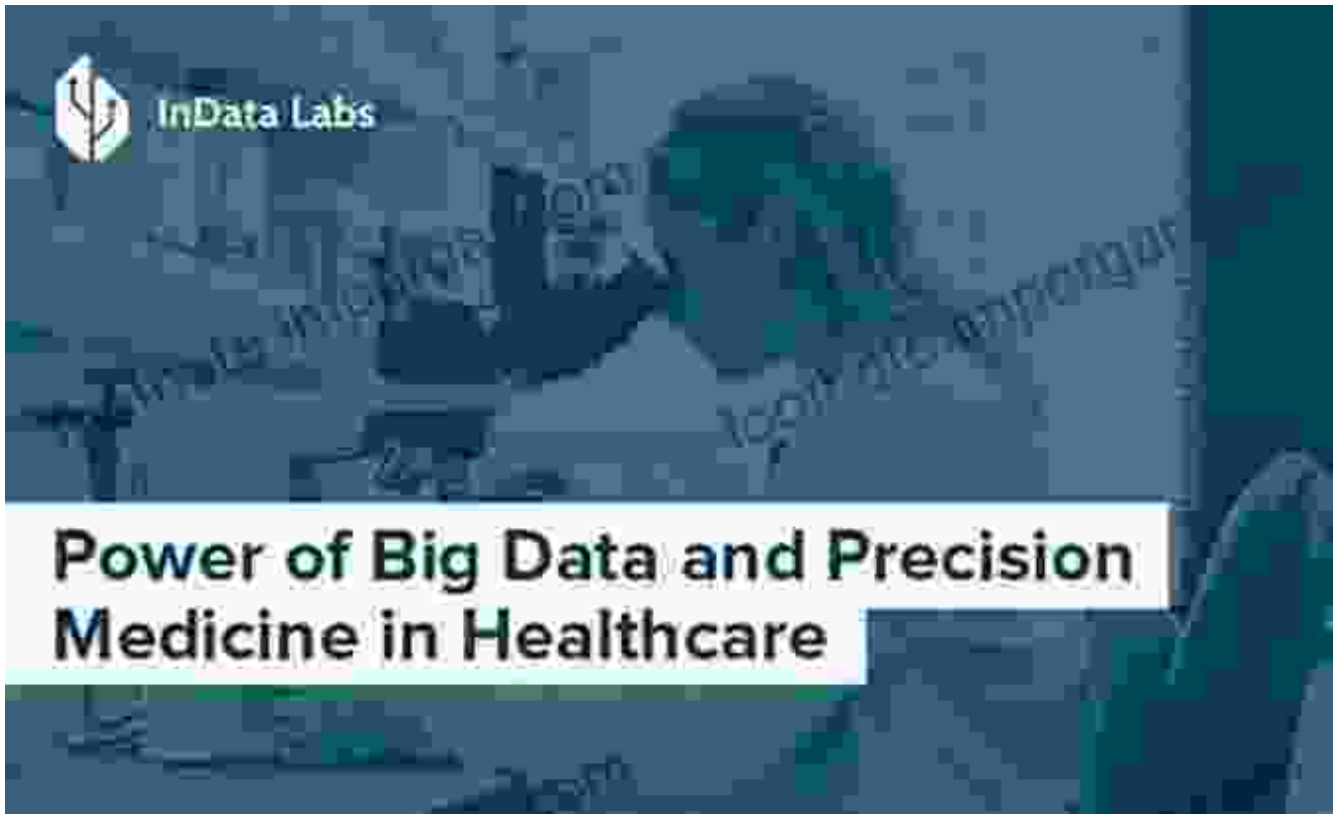 InData Labs
Power of Big Data and Precision
Medicine in Healthcare